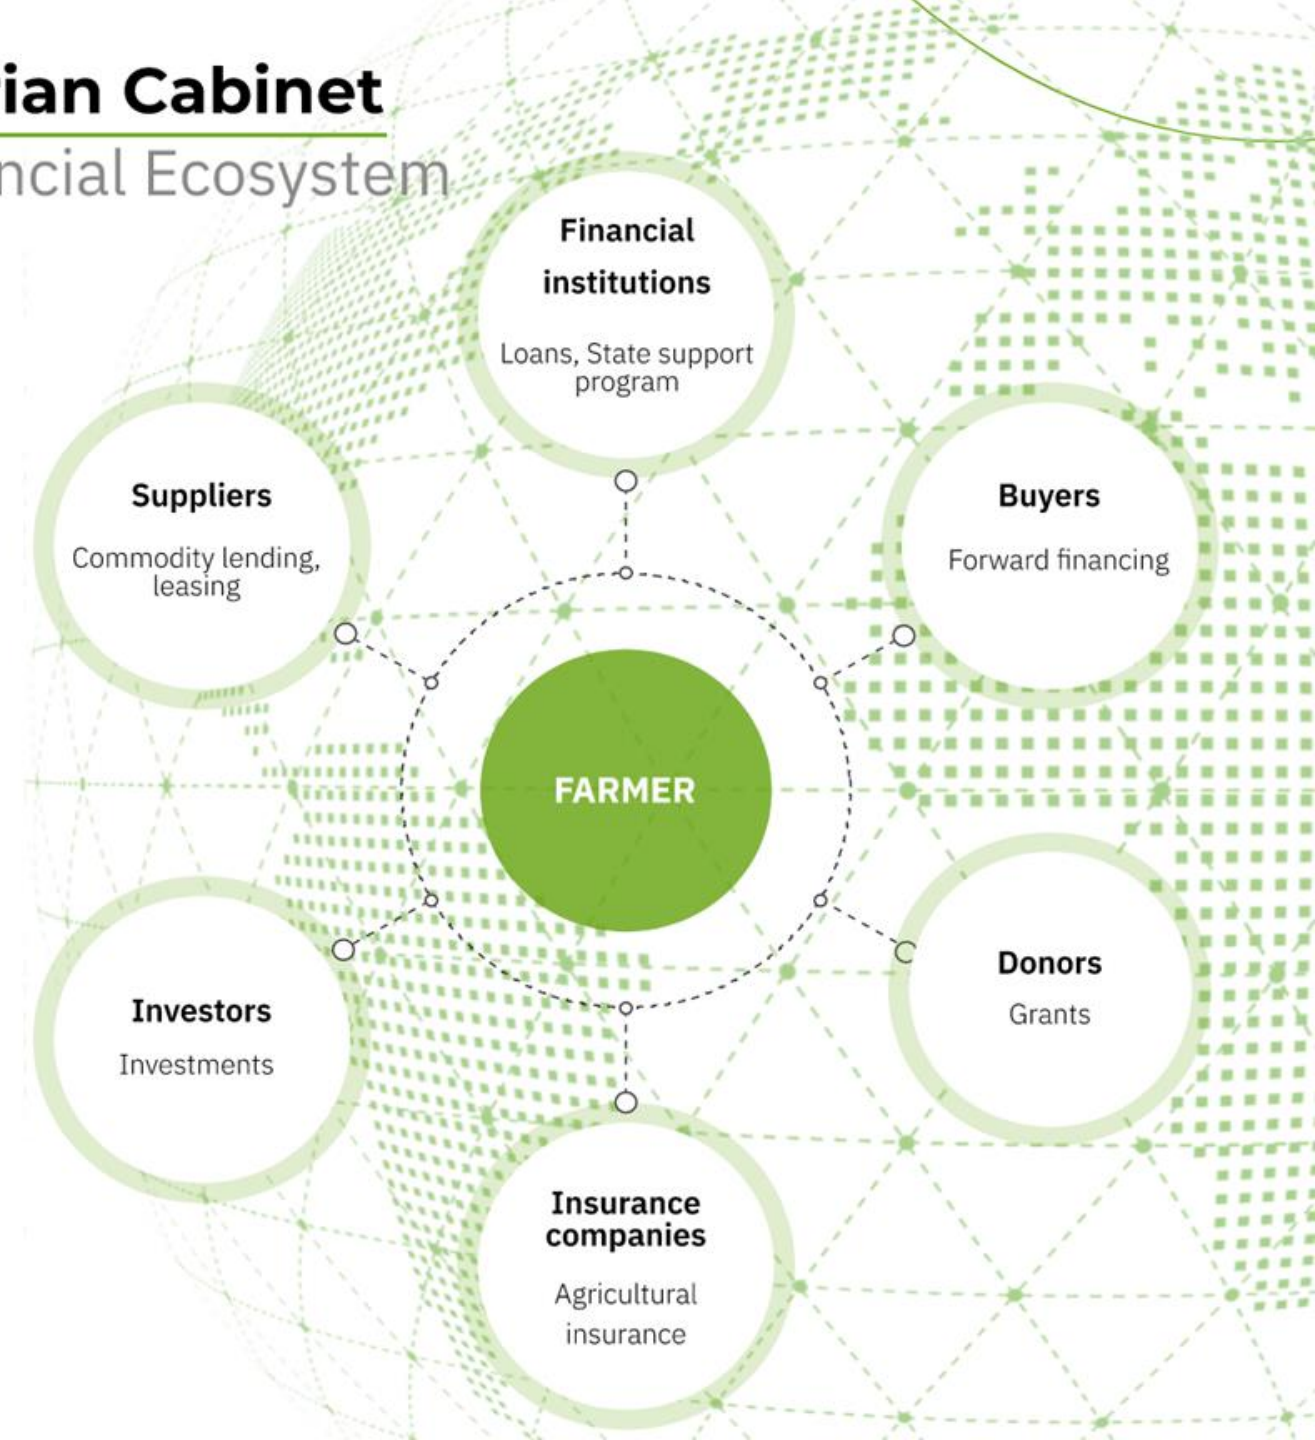 rian Cabinet
ncial Ecosystem
Financial
institutions
Loans, State support
program
Suppliers
Commodity lending,
leasing
Buyers
Forward financing
FARMER
Investors
Investments
Donors
Grants
Insurance
companies
Agricultural
insurance